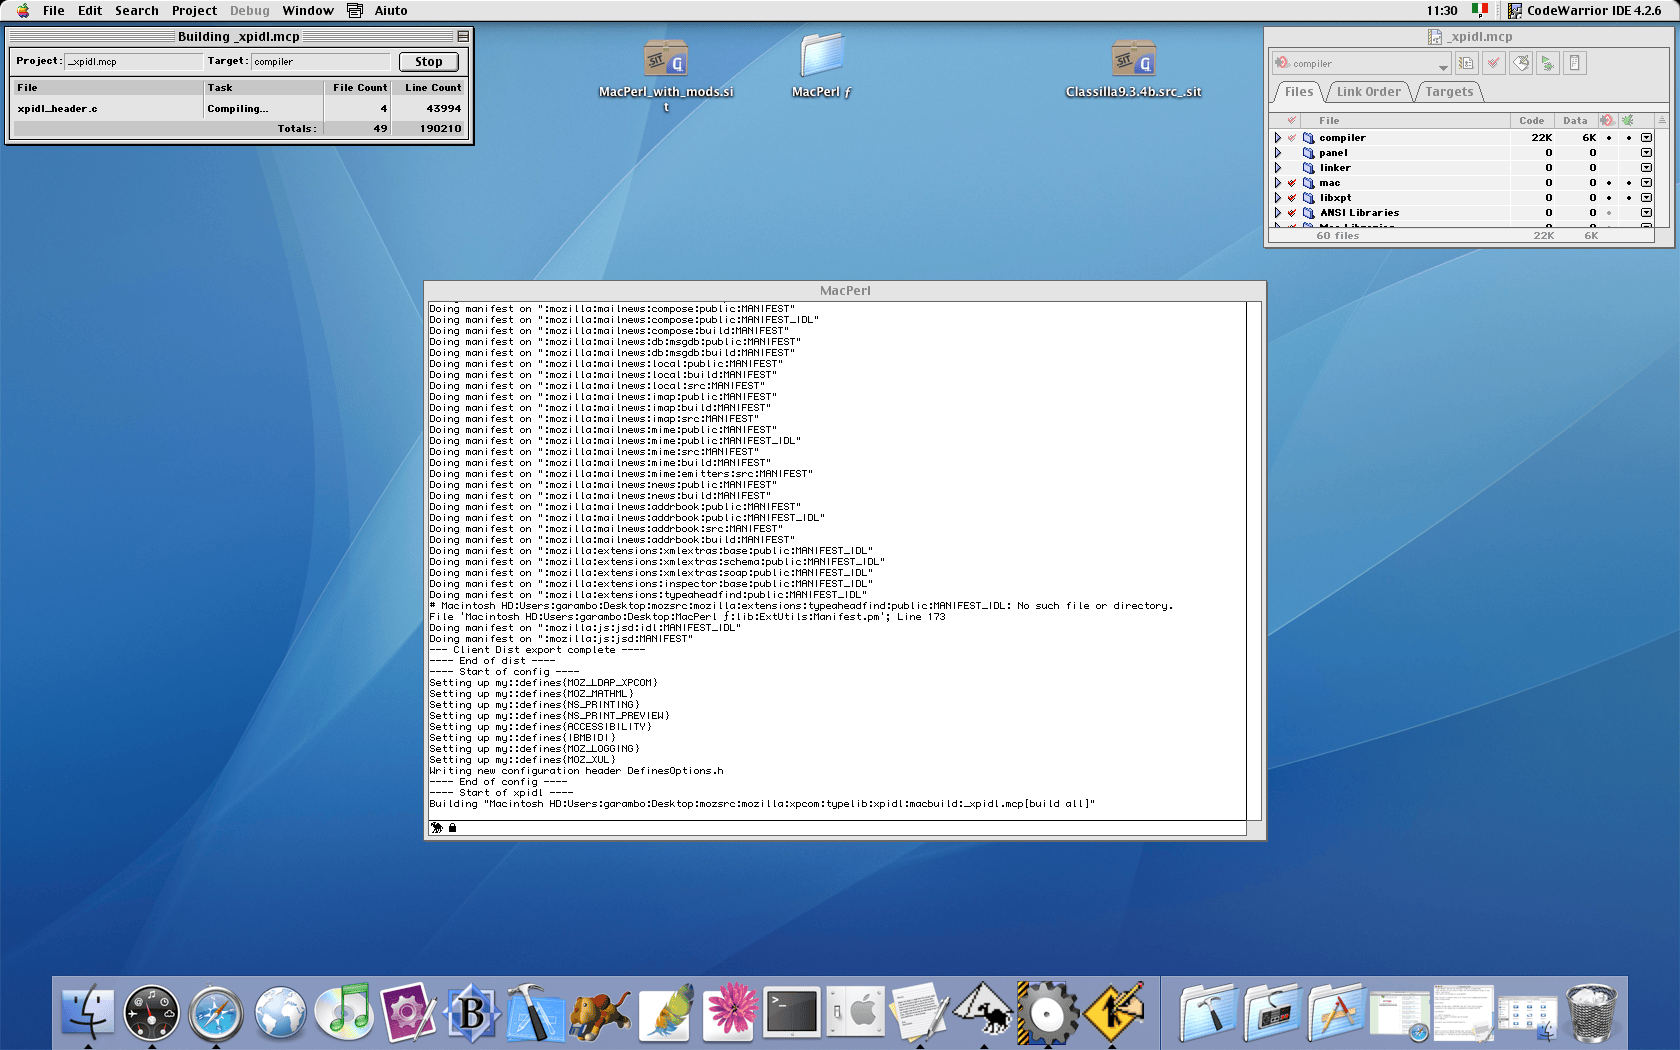 File Edit Search Project Debug Window Aiuto 11:30 CodeWarrior IDE 4.2.6
Building _xpidl.mcp
Project: _xpidl.mcp Target: compiler Stop
File Task File Count Line Count
xpidl_header.c Compiling... 4 43994
Totals: 49 190210
MacPerl_with_mods.si
t
MacPerl ƒ
Classilla9.3.4b.src_.sit
_xpidl.mcp
compiler
Files Link Order Targets
File Code Data
compiler 22K 6K
panel 0 0
linker 0 0
mac 0 0
libxpt 0 0
ANSI Libraries 0 0
Mac Libraries
60 files 22K 6K
MacPerl
Doing manifest on ":mozilla:mailnews:compose:public:MANIFEST"
Doing manifest on ":mozilla:mailnews:compose:public:MANIFEST_IDL"
Doing manifest on ":mozilla:mailnews:compose:build:MANIFEST"
Doing manifest on ":mozilla:mailnews:db:msgdb:public:MANIFEST"
Doing manifest on ":mozilla:mailnews:db:msgdb:build:MANIFEST"
Doing manifest on ":mozilla:mailnews:local:public:MANIFEST"
Doing manifest on ":mozilla:mailnews:local:build:MANIFEST"
Doing manifest on ":mozilla:mailnews:local:src:MANIFEST"
Doing manifest on ":mozilla:mailnews:imap:public:MANIFEST"
Doing manifest on ":mozilla:mailnews:imap:build:MANIFEST"
Doing manifest on ":mozilla:mailnews:imap:src:MANIFEST"
Doing manifest on ":mozilla:mailnews:mime:public:MANIFEST"
Doing manifest on ":mozilla:mailnews:mime:public:MANIFEST_IDL"
Doing manifest on ":mozilla:mailnews:mime:src:MANIFEST"
Doing manifest on ":mozilla:mailnews:mime:build:MANIFEST"
Doing manifest on ":mozilla:mailnews:mime:emitters:src:MANIFEST"
Doing manifest on ":mozilla:mailnews:news:public:MANIFEST"
Doing manifest on ":mozilla:mailnews:news:build:MANIFEST"
Doing manifest on ":mozilla:mailnews:addrbook:public:MANIFEST"
Doing manifest on ":mozilla:mailnews:addrbook:public:MANIFEST_IDL"
Doing manifest on ":mozilla:mailnews:addrbook:src:MANIFEST"
Doing manifest on ":mozilla:mailnews:addrbook:build:MANIFEST"
Doing manifest on ":mozilla:extensions:xmlextras:base:public:MANIFEST_IDL"
Doing manifest on ":mozilla:extensions:xmlextras:schema:public:MANIFEST_IDL"
Doing manifest on ":mozilla:extensions:xmlextras:soap:public:MANIFEST_IDL"
Doing manifest on ":mozilla:extensions:inspector:base:public:MANIFEST_IDL"
Doing manifest on ":mozilla:extensions:typeaheadfind:public:MANIFEST_IDL"
# Macintosh HD:Users:garambo:Desktop:mozsrc:mozilla:extensions:typeaheadfind:public:MANIFEST_IDL: No such file or directory.
File 'Macintosh HD:Users:garambo:Desktop:MacPerl ƒ:lib:ExtUtils:Manifest.pm'; Line 173
Doing manifest on ":mozilla:js:jsd:idl:MANIFEST_IDL"
Doing manifest on ":mozilla:js:jsd:MANIFEST"
--- Client Dist export complete ----
---- End of dist ----
---- Start of config ----
Setting up my::defines{MOZ_LDAP_XPCOM}
Setting up my::defines{MOZ_MATHML}
Setting up my::defines{NS_PRINTING}
Setting up my::defines{NS_PRINT_PREVIEW}
Setting up my::defines{ACCESSIBILITY}
Setting up my::defines{IBMBIDI}
Setting up my::defines{MOZ_LOGGING}
Setting up my::defines{MOZ_XUL}
Writing new configuration header DefinesOptions.h
---- End of config ----
---- Start of xpidl ----
Building "Macintosh HD:Users:garambo:Desktop:mozsrc:mozilla:xpcom:typelib:xpidl:macbuild:_xpidl.mcp[build all]"